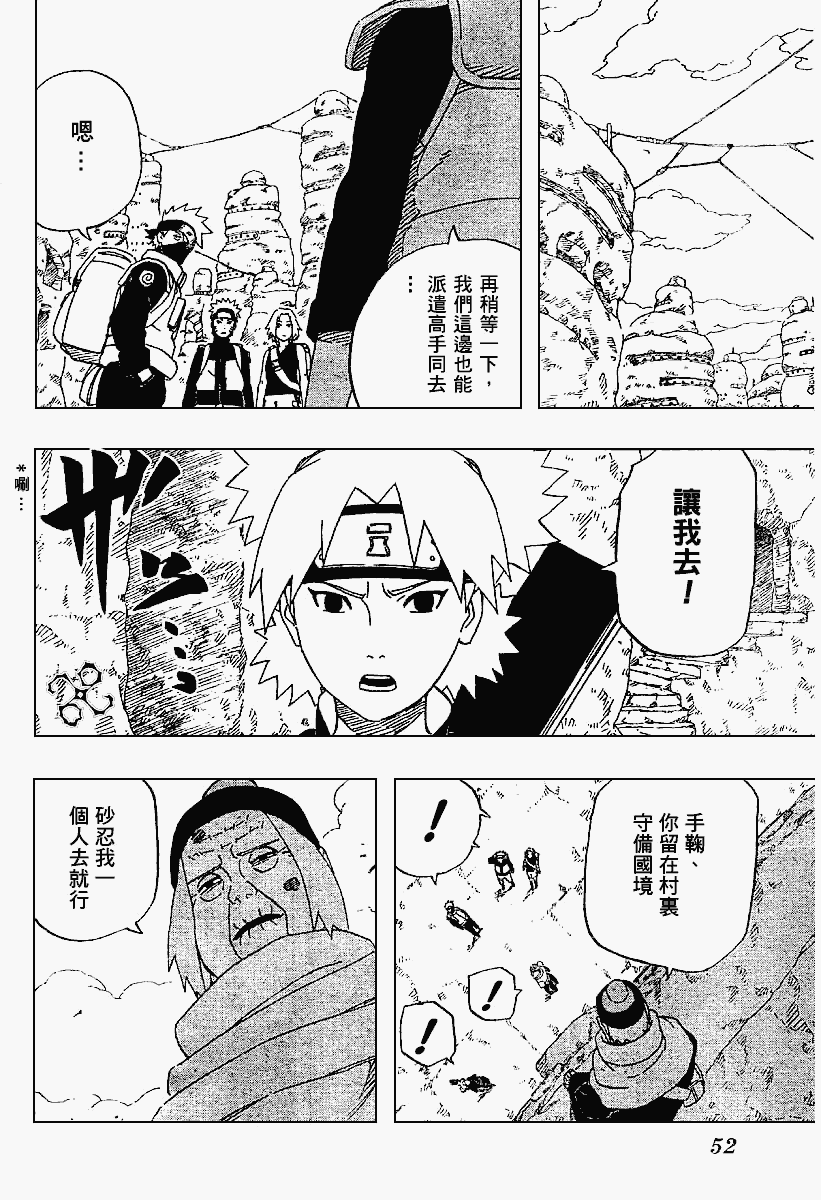 再稍等一下，
我們這邊也能
派遣高手同去
…
嗯…
讓我去！
ザッ…
*唰…
手鞠、
你留在村裏
守備國境
！
！
！
砂忍我一
個人去就行
52